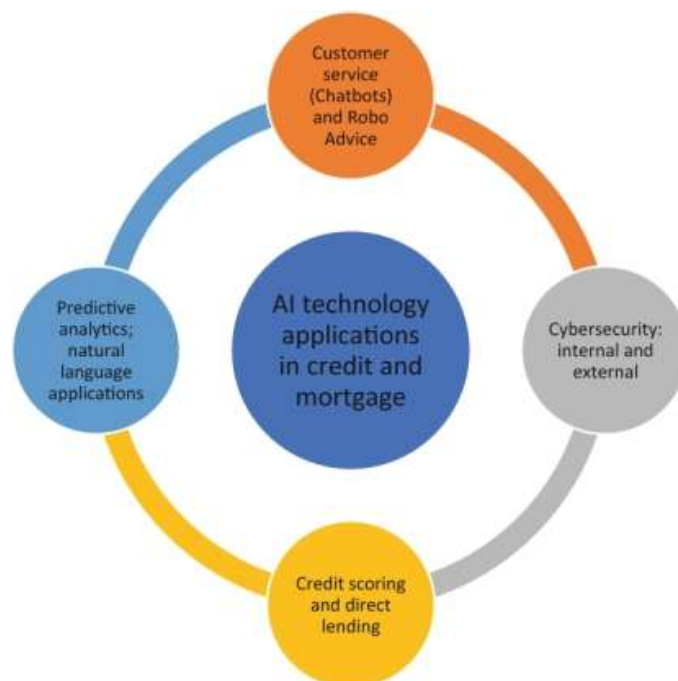 Customer
service
(Chatbots)
and Robo
Advice
Predictive
analytics;
natural
language
applications
AI technology
applications
in credit and
mortgage
Cybersecurity:
internal and
external
Credit scoring
and direct
lending